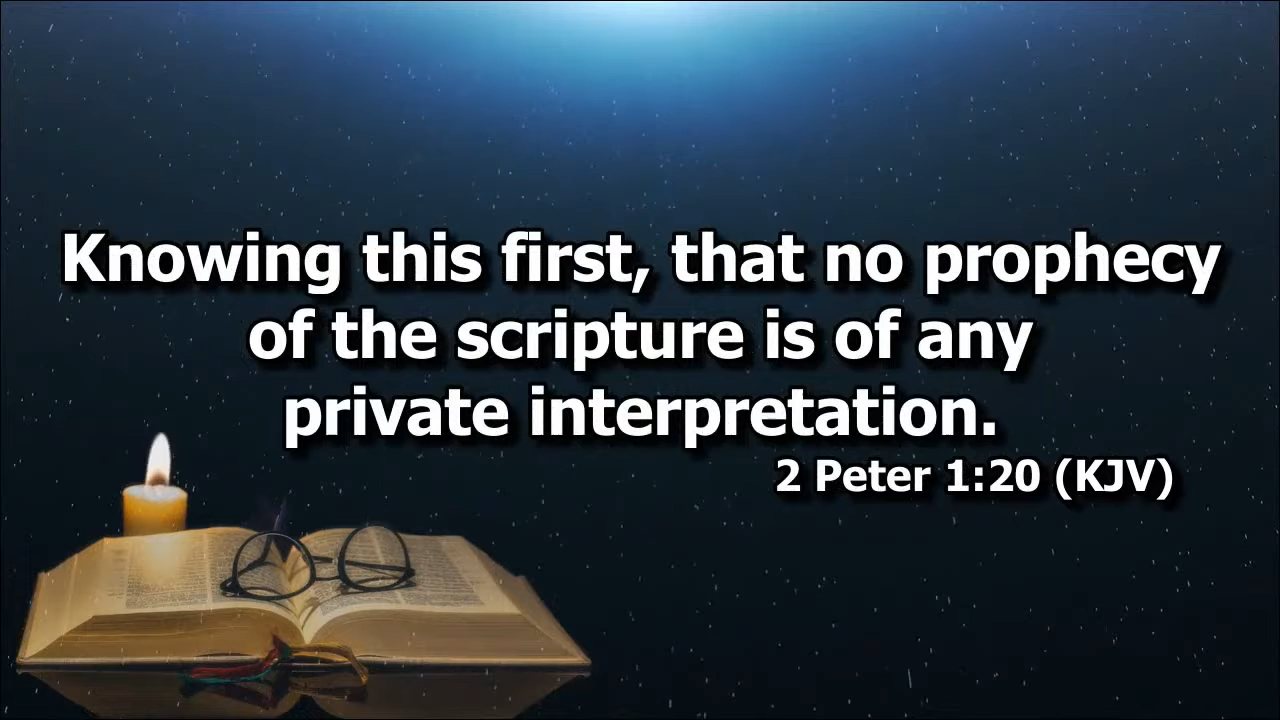 Knowing this first, that no prophecy
of the scripture is of any
private interpretation.
2 Peter 1:20 (KJV)